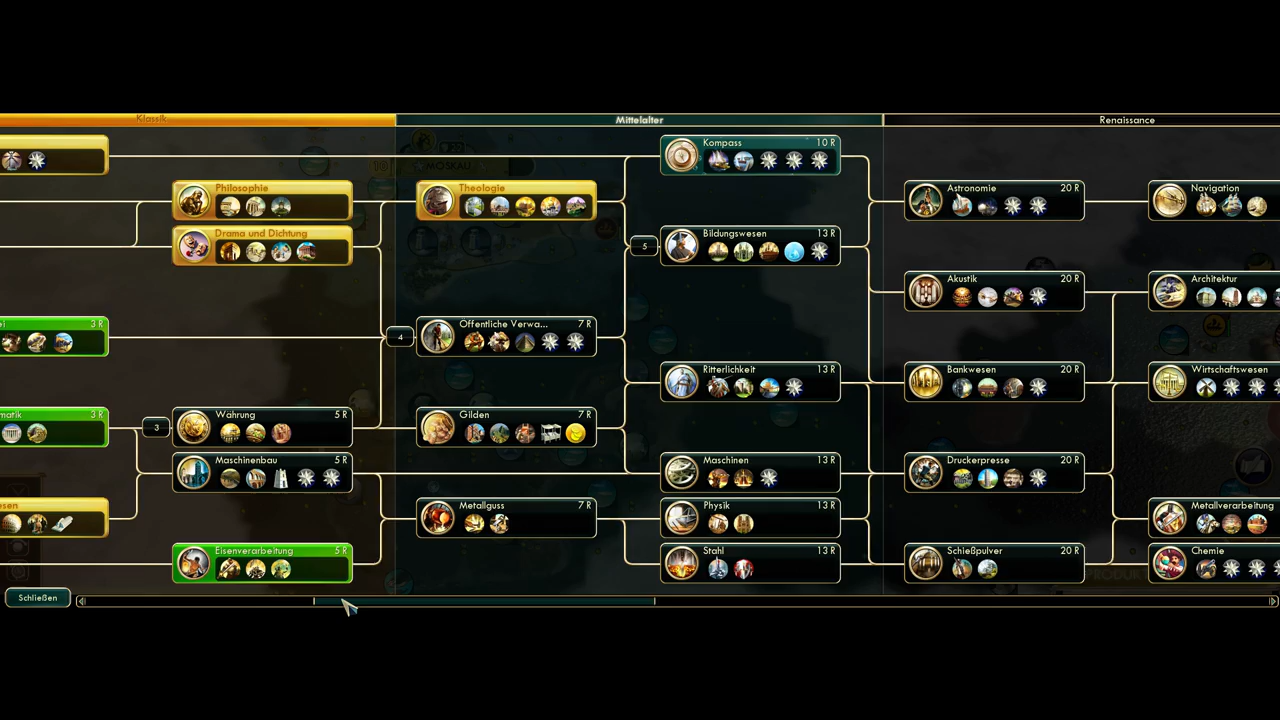 Klassik
Mittelalter
Renaissance
Kompass 10 R
MOSKAU
Philosophie
Theologie
Astronomie 20 R
Navigation
Drama und Dichtung
5
Bildungswesen 13 R
Akustik 20 R
Architektur
3 R
4
Öffentliche Verwa... 7 R
Ritterlichkeit 13 R
Bankwesen 20 R
Wirtschaftswesen
3 R
3
Währung 5 R
Gilden 7 R
Maschinenbau 5 R
Maschinen 13 R
Druckerpresse 20 R
Metallguss 7 R
Physik 13 R
Metallverarbeitung
Eisenverarbeitung 5 R
Stahl 13 R
Schießpulver 20 R
Chemie
Schließen